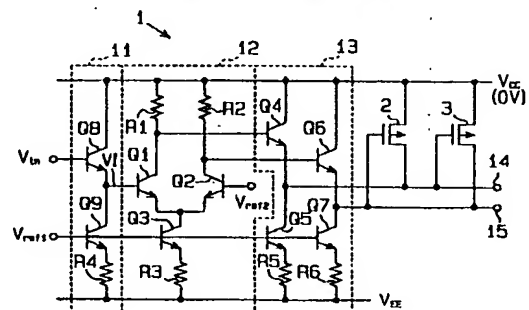 1
11 12 13
VCC
(0V)
R1 R2 Q4 2 3
Q8 Q6
Vin Q1
V1 Q2
14
Q9 Q3 Vref2 Q7
Vref1 Q5 15
R4 R3 R5 R6
VEE